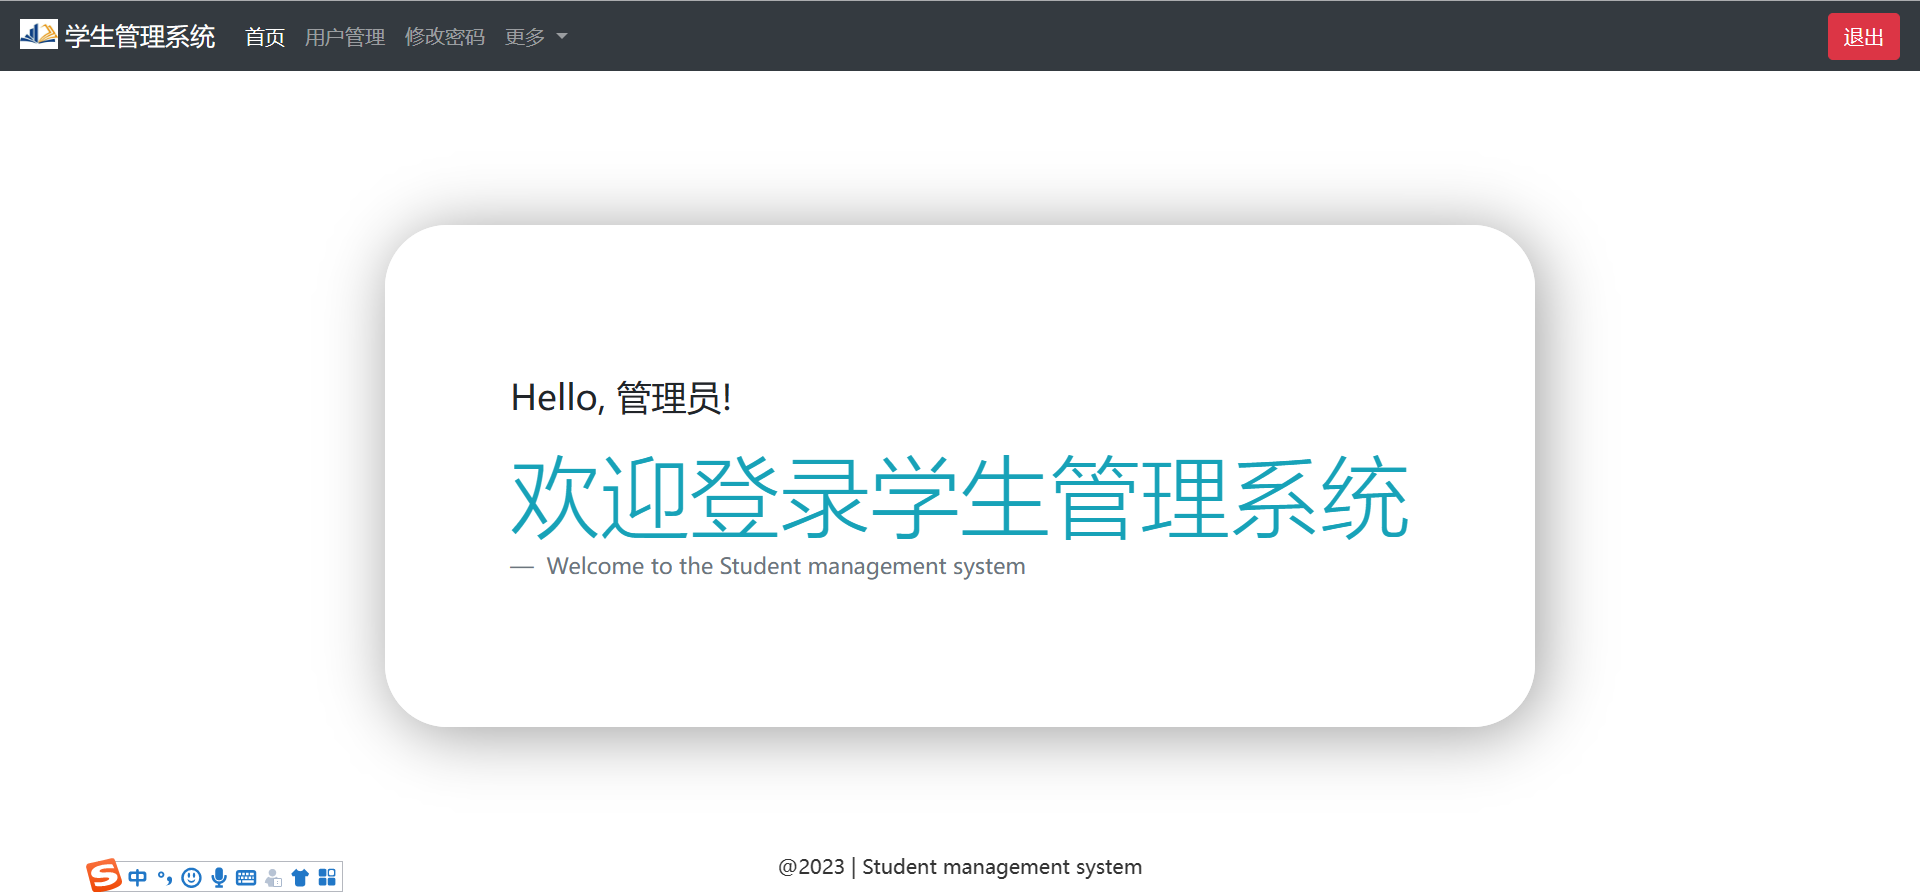 学生管理系统 首页 用户管理 修改密码 更多 退出
Hello, 管理员!
欢迎登录学生管理系统
— Welcome to the Student management system
@2023 | Student management system
S 中 °,